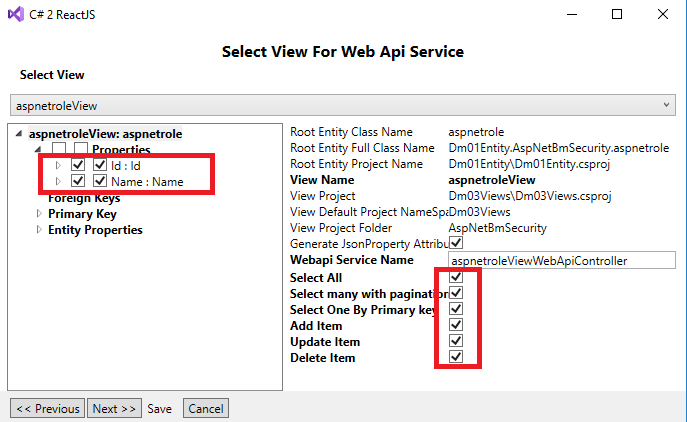 C# 2 ReactJS
Select View For Web Api Service
Select View
aspnetroleView
aspnetroleView: aspnetrole
Properties
Id : Id
Name : Name
Foreign Keys
Primary Key
Entity Properties
Root Entity Class Name aspnetrole
Root Entity Full Class Name Dm01Entity.AspNetBmSecurity.aspnetrole
Root Entity Project Name Dm01Entity\Dm01Entity.csproj
View Name aspnetroleView
View Project Dm03Views\Dm03Views.csproj
View Default Project NameSpa Dm03Views
View Project Folder AspNetBmSecurity
Generate JsonProperty Attribu
Webapi Service Name aspnetroleViewWebApiController
Select All
Select many with pagination
Select One By Primary key
Add Item
Update Item
Delete Item
<< Previous Next >> Save Cancel